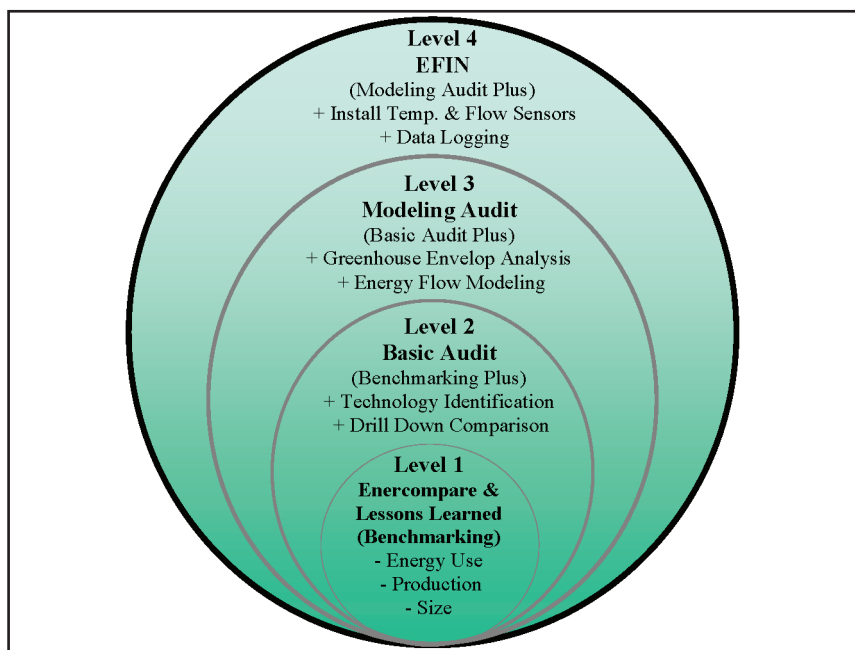 Level 4
EFIN
(Modeling Audit Plus)
+ Install Temp. & Flow Sensors
+ Data Logging
Level 3
Modeling Audit
(Basic Audit Plus)
+ Greenhouse Envelop Analysis
+ Energy Flow Modeling
Level 2
Basic Audit
(Benchmarking Plus)
+ Technology Identification
+ Drill Down Comparison
Level 1
Enercompare &
Lessons Learned
(Benchmarking)
- Energy Use
- Production
- Size